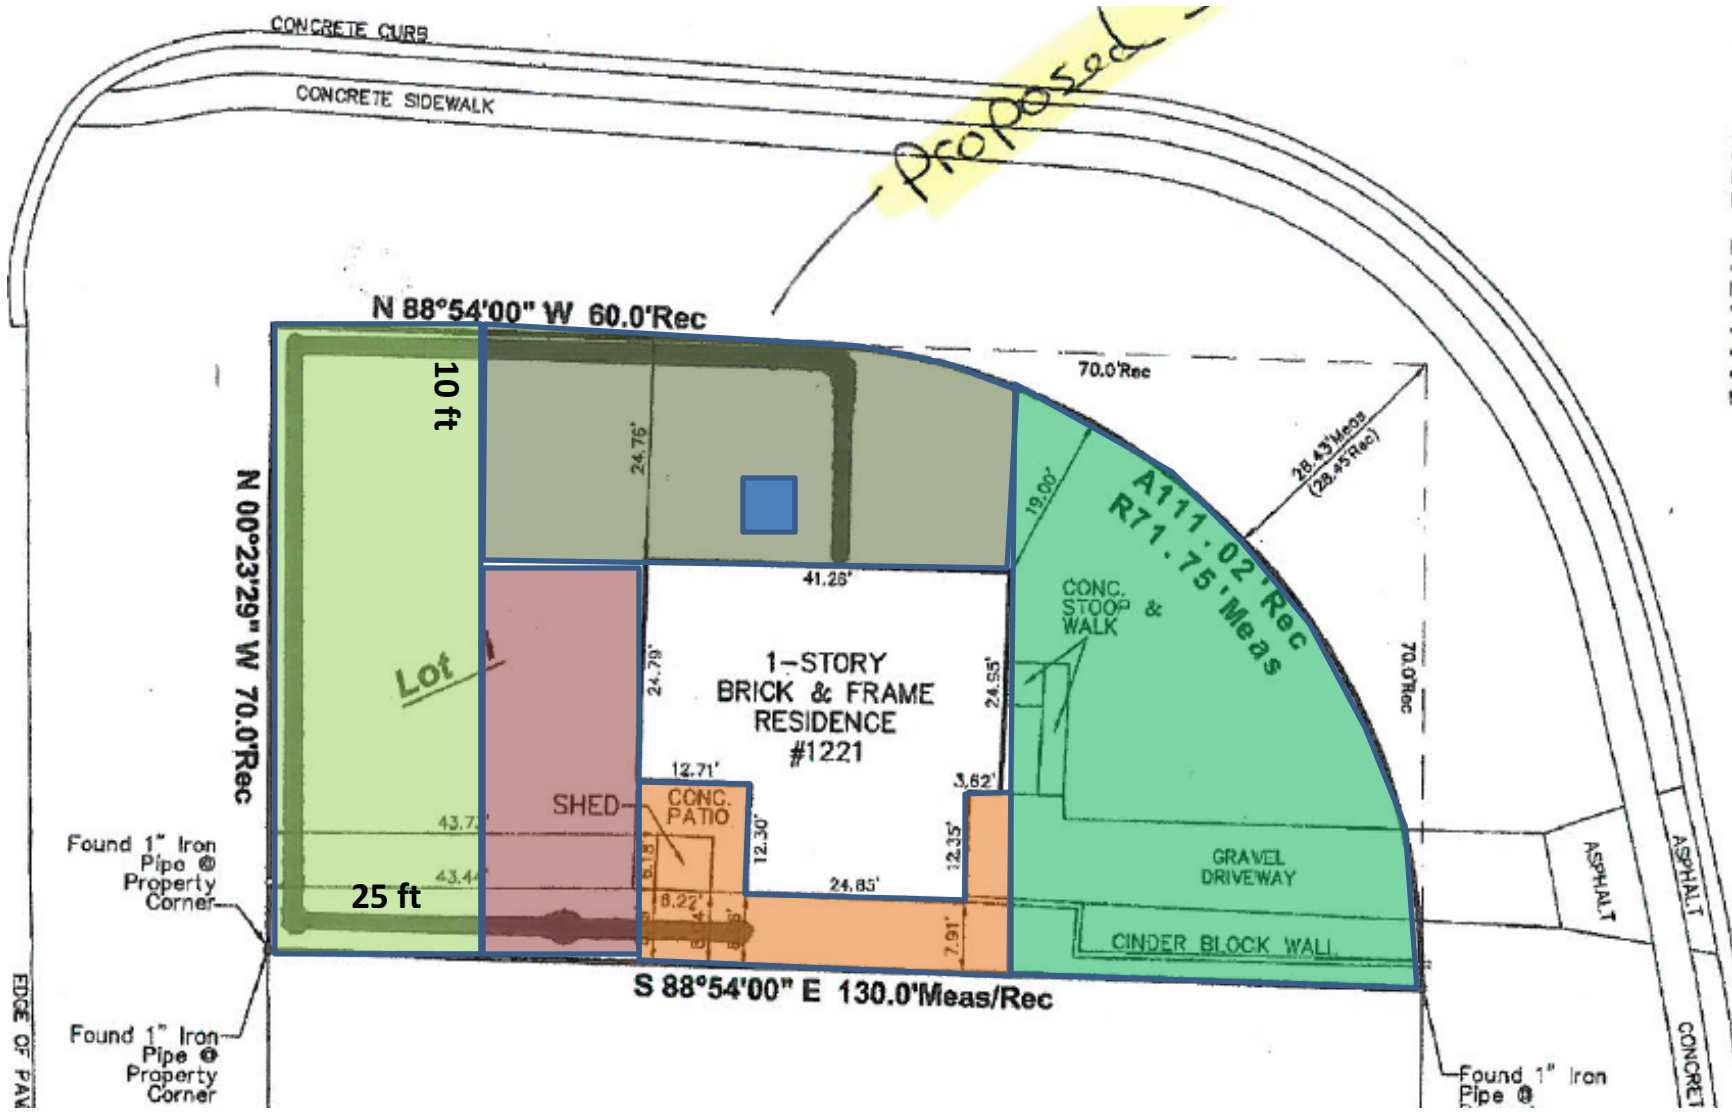 CONCRETE CURB
CONCRETE SIDEWALK
Proposed
N 88°54'00" W 60.0'Rec
70.0'Rec
28.43'Meas
(28.45'Rec)
10 ft
24.76'
19.00'
A111.02'Rec
R71.75'Meas
N 00°23'29" W 70.0'Rec
41.26'
CONC.
STOOP &
WALK
Lot
24.79'
1-STORY
BRICK & FRAME
RESIDENCE
#1221
24.95'
70.0'Rec
12.71'
3.62'
SHED
CONC.
PATIO
43.73'
12.30'
12.35'
6.18'
Found 1" Iron
Pipe @
Property
Corner
GRAVEL
DRIVEWAY
ASPHALT
ASPHALT
43.44'
25 ft
24.85'
8.22'
7.91'
CINDER BLOCK WALL
S 88°54'00" E 130.0'Meas/Rec
EDGE OF PAV
Found 1" Iron
Pipe @
Property
Corner
CONCRET
Found 1" Iron
Pipe @